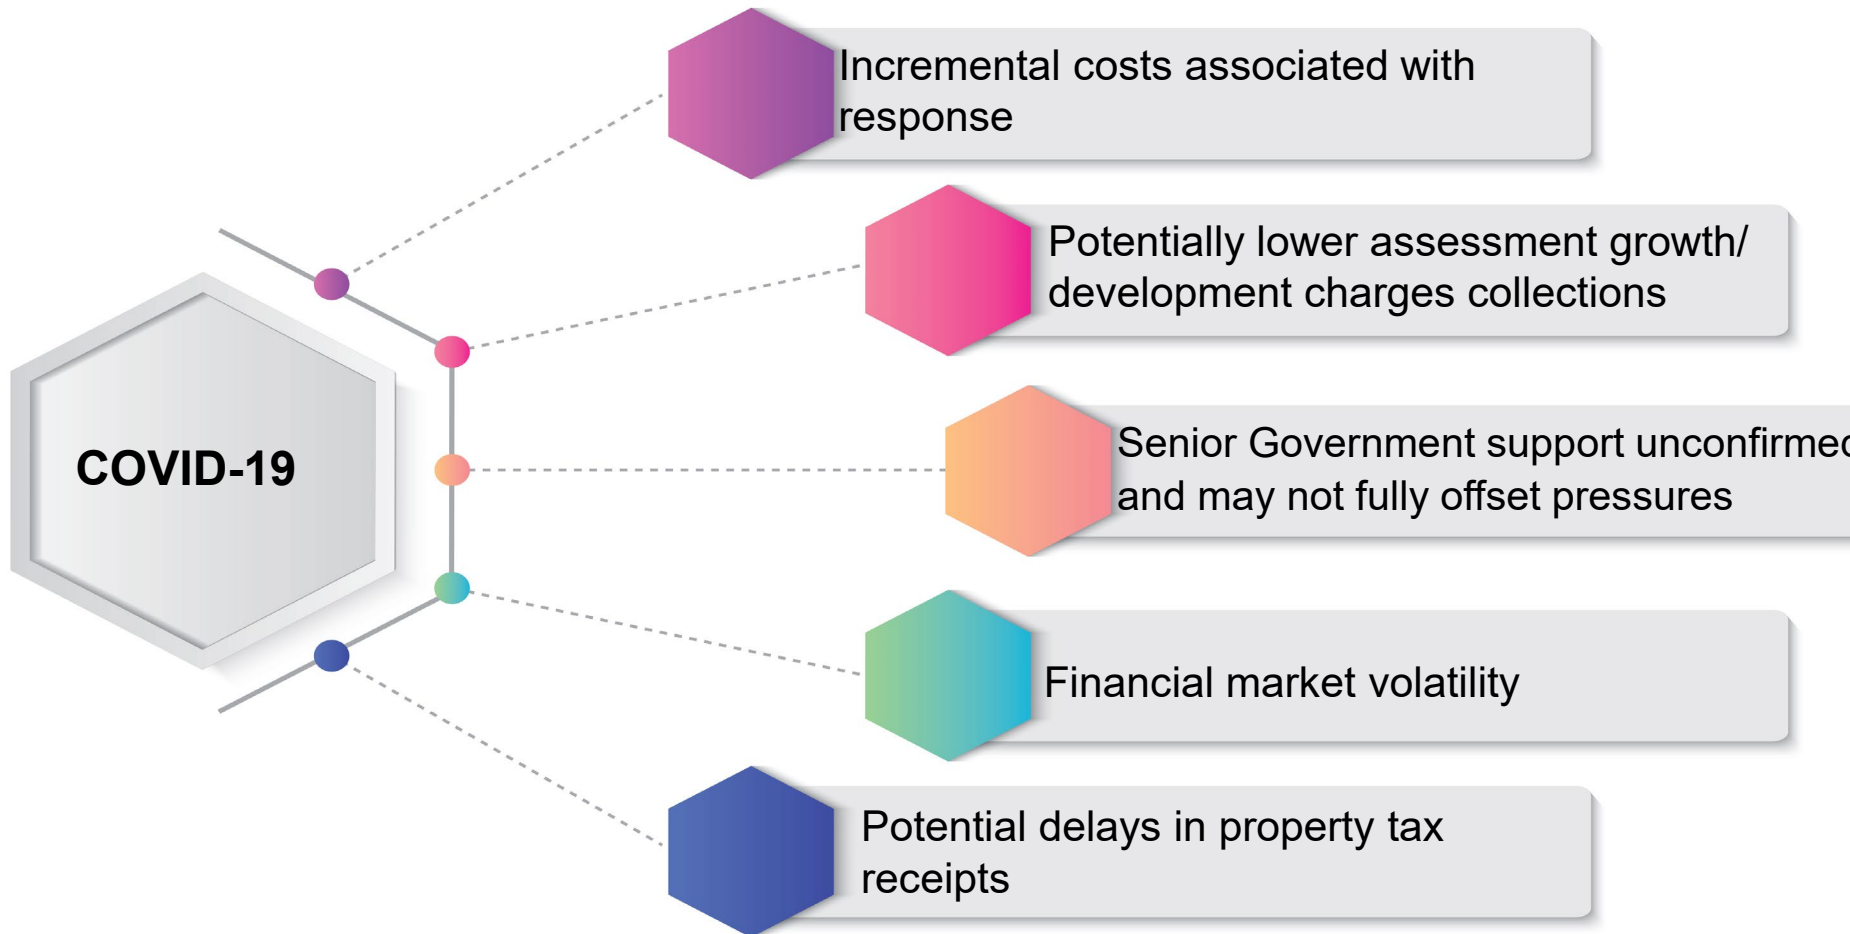 Incremental costs associated with
response
Potentially lower assessment growth/
development charges collections
COVID-19
Senior Government support unconfirmed
and may not fully offset pressures
Financial market volatility
Potential delays in property tax
receipts